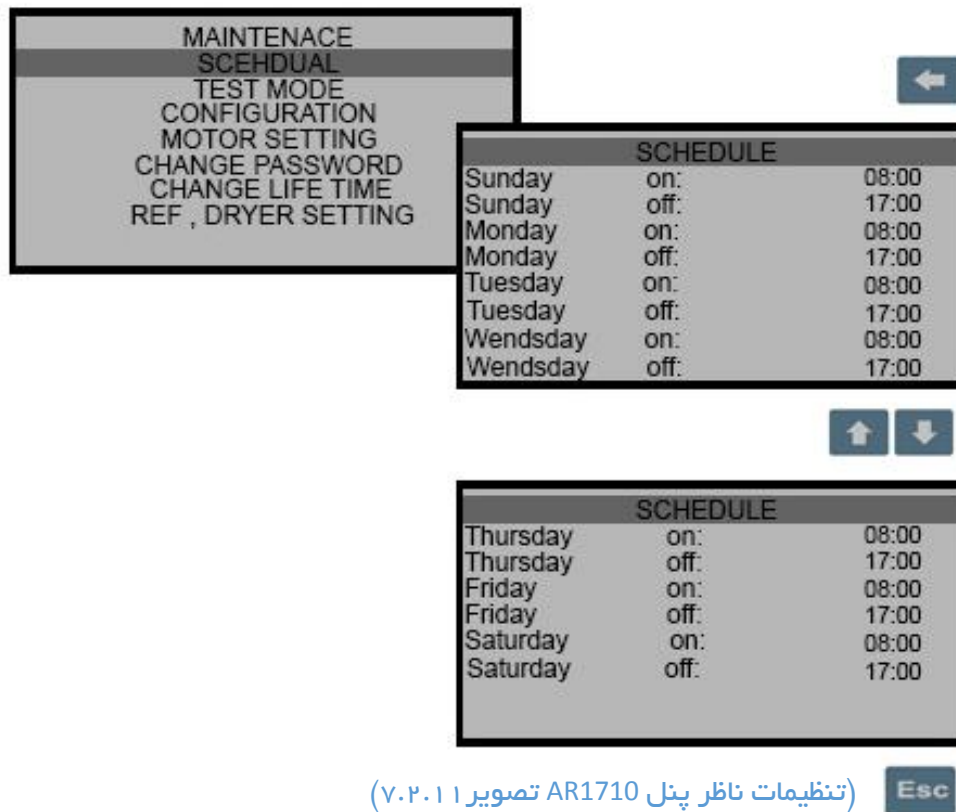 MAINTENACE
SCEHDUAL
TEST MODE
CONFIGURATION
MOTOR SETTING
CHANGE PASSWORD
CHANGE LIFE TIME
REF , DRYER SETTING
SCHEDULE
Sunday on: 08:00
Sunday off: 17:00
Monday on: 08:00
Monday off: 17:00
Tuesday on: 08:00
Tuesday off: 17:00
Wendsday on: 08:00
Wendsday off: 17:00
SCHEDULE
Thursday on: 08:00
Thursday off: 17:00
Friday on: 08:00
Friday off: 17:00
Saturday on: 08:00
Saturday off: 17:00
Esc
(تنظیمات ناظر پنل AR1710 تصویر ۷.۲.۱۱)